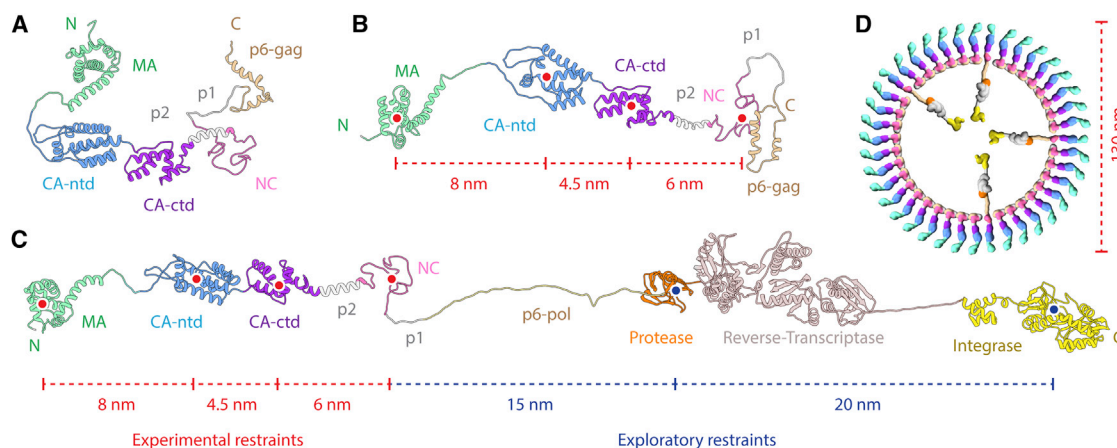 A
N
MA
C
p6-gag
p1
p2
CA-ntd
CA-ctd
NC
B
MA
N
CA-ntd
CA-ctd
p2
NC
p1
C
p6-gag
8 nm
4.5 nm
6 nm
D
C
MA
N
CA-ntd
CA-ctd
p2
NC
p1
p6-pol
Protease
Reverse-Transcriptase
Integrase
8 nm
4.5 nm
6 nm
15 nm
20 nm
Experimental restraints
Exploratory restraints